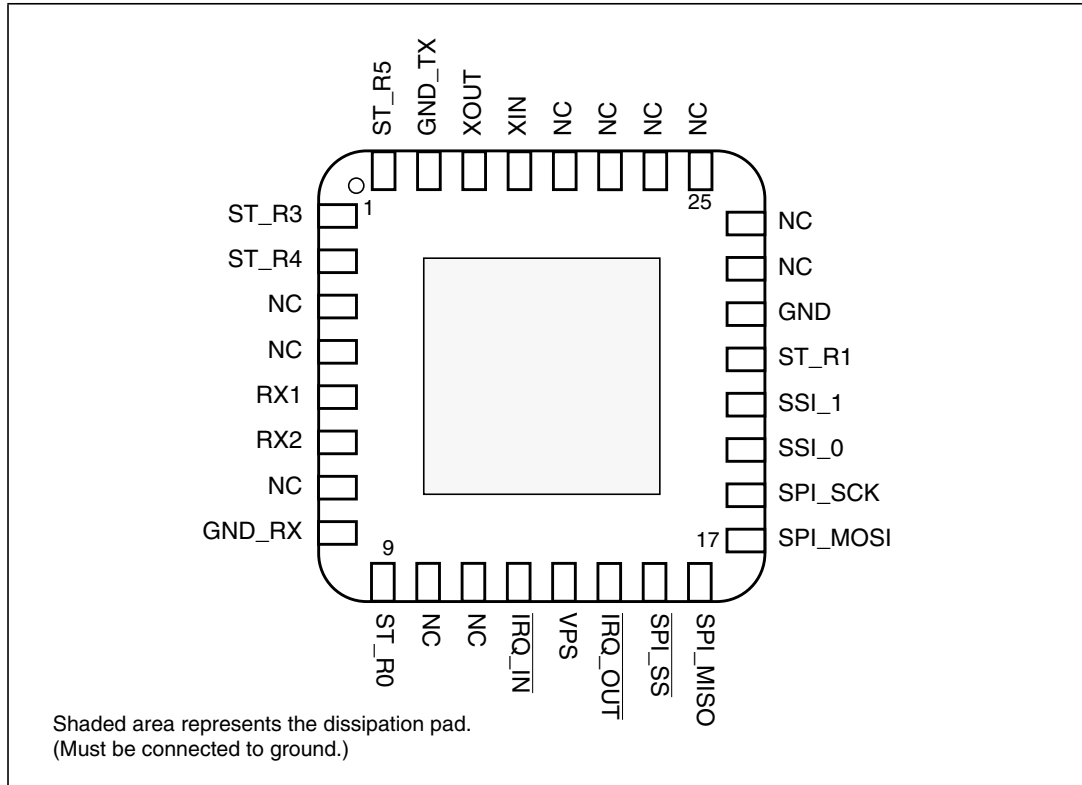 ST_R5
GND_TX
XOUT
XIN
NC
NC
NC
NC
1
25
ST_R3
ST_R4
NC
NC
RX1
RX2
NC
GND_RX
NC
NC
GND
ST_R1
SSI_1
SSI_0
SPI_SCK
SPI_MOSI
9
17
ST_R0
NC
NC
IRQ_IN
VPS
IRQ_OUT
SPI_SS
SPI_MISO
Shaded area represents the dissipation pad.
(Must be connected to ground.)